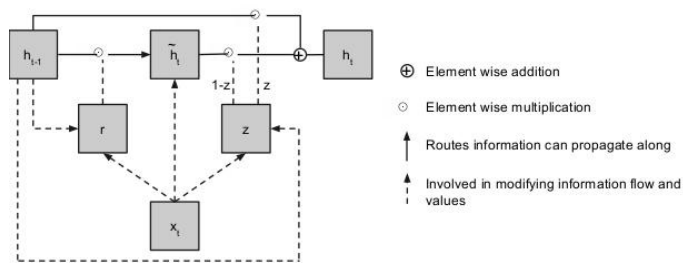 h_{t-1}
h̃_t
h_t
1-z
z
r
z
x_t
Element wise addition
Element wise multiplication
Routes information can propagate along
Involved in modifying information flow and
values